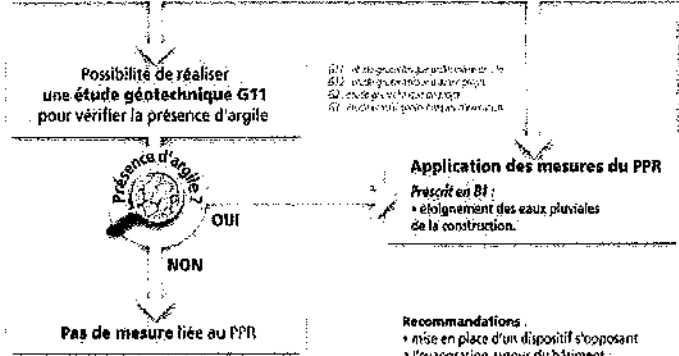 Possibilité de réaliser
une étude géotechnique G11
pour vérifier la présence d'argile
Présence d'argile ?
OUI
NON
Pas de mesure liée au PPR
Application des mesures du PPR
Prescrit en B1 :
• éloignement des eaux pluviales
de la construction.
Recommandations :
• mise en place d'un dispositif s'opposant
à l'évaporation autour du bâtiment ;